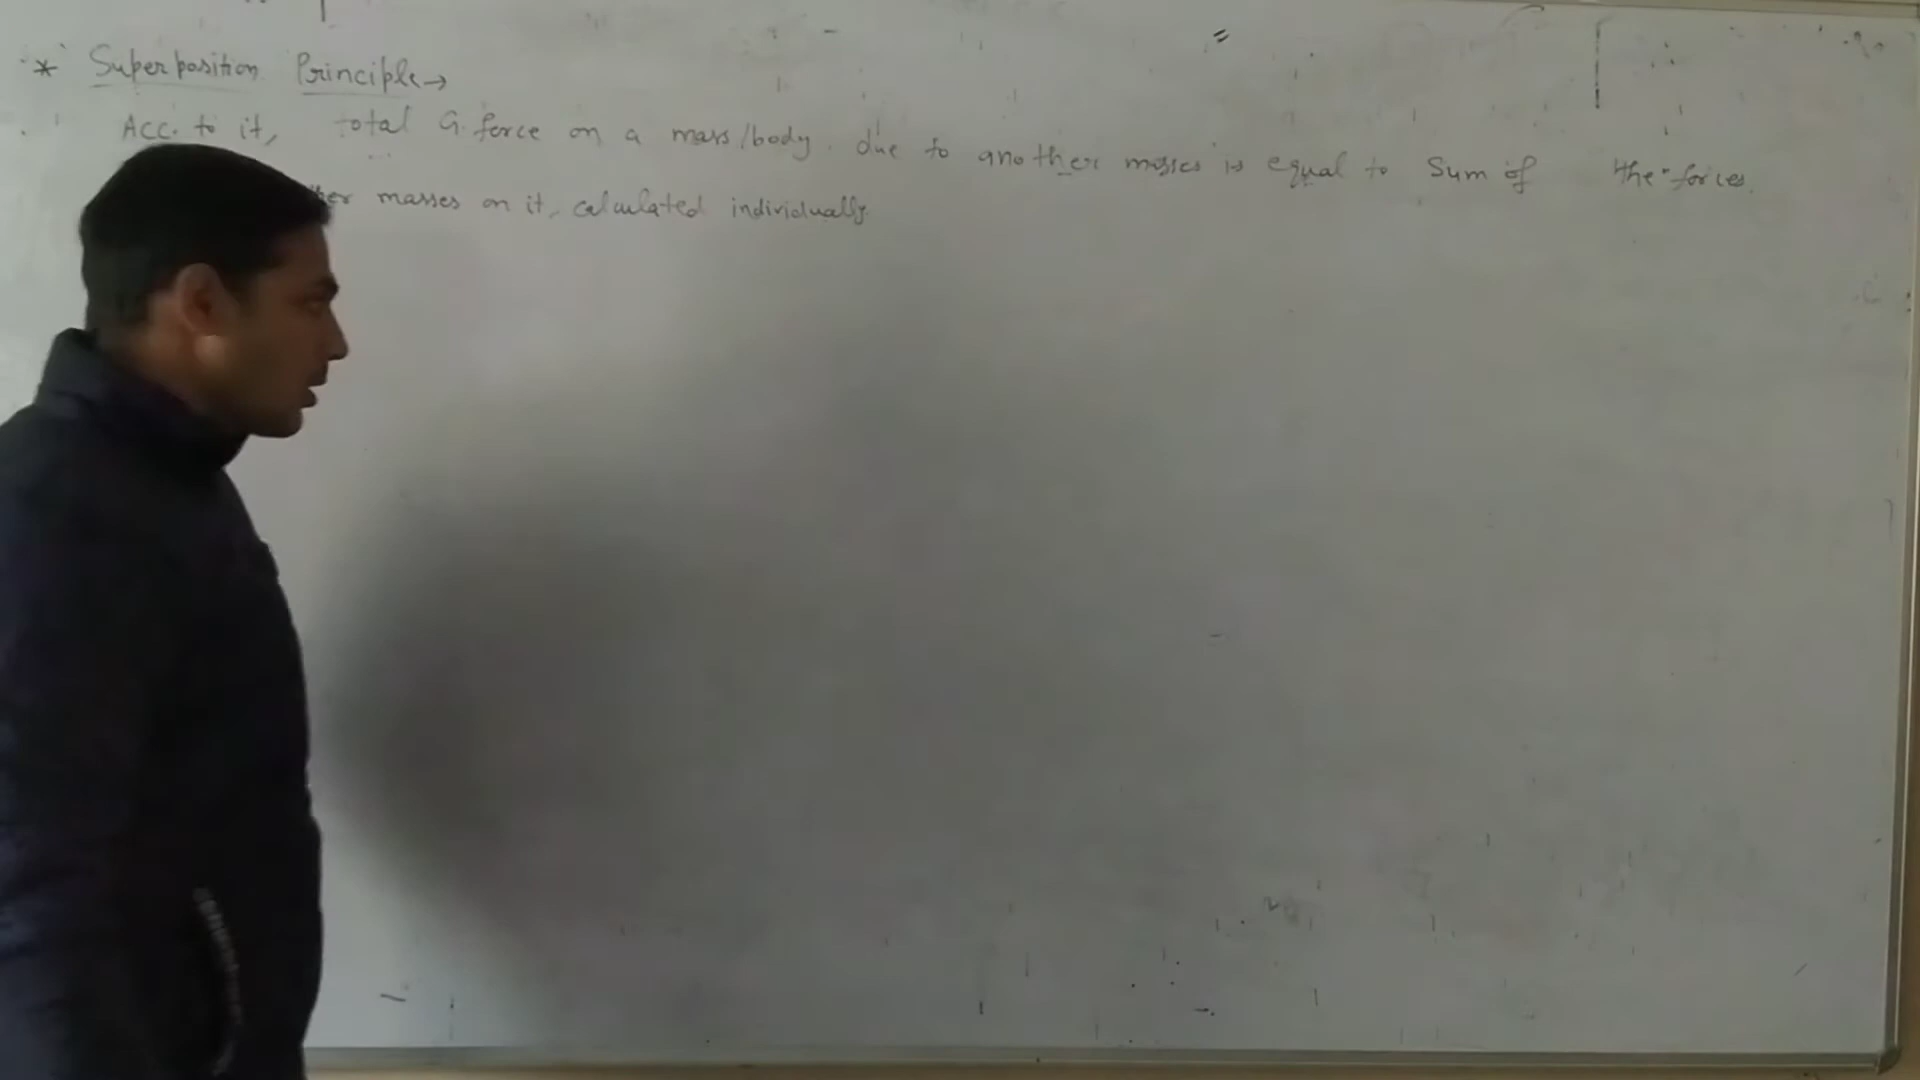 * Superposition Principle→
Acc. to it, total G. force on a mass/body. due to another masses is equal to Sum of the forces.
her masses on it, calculated individually